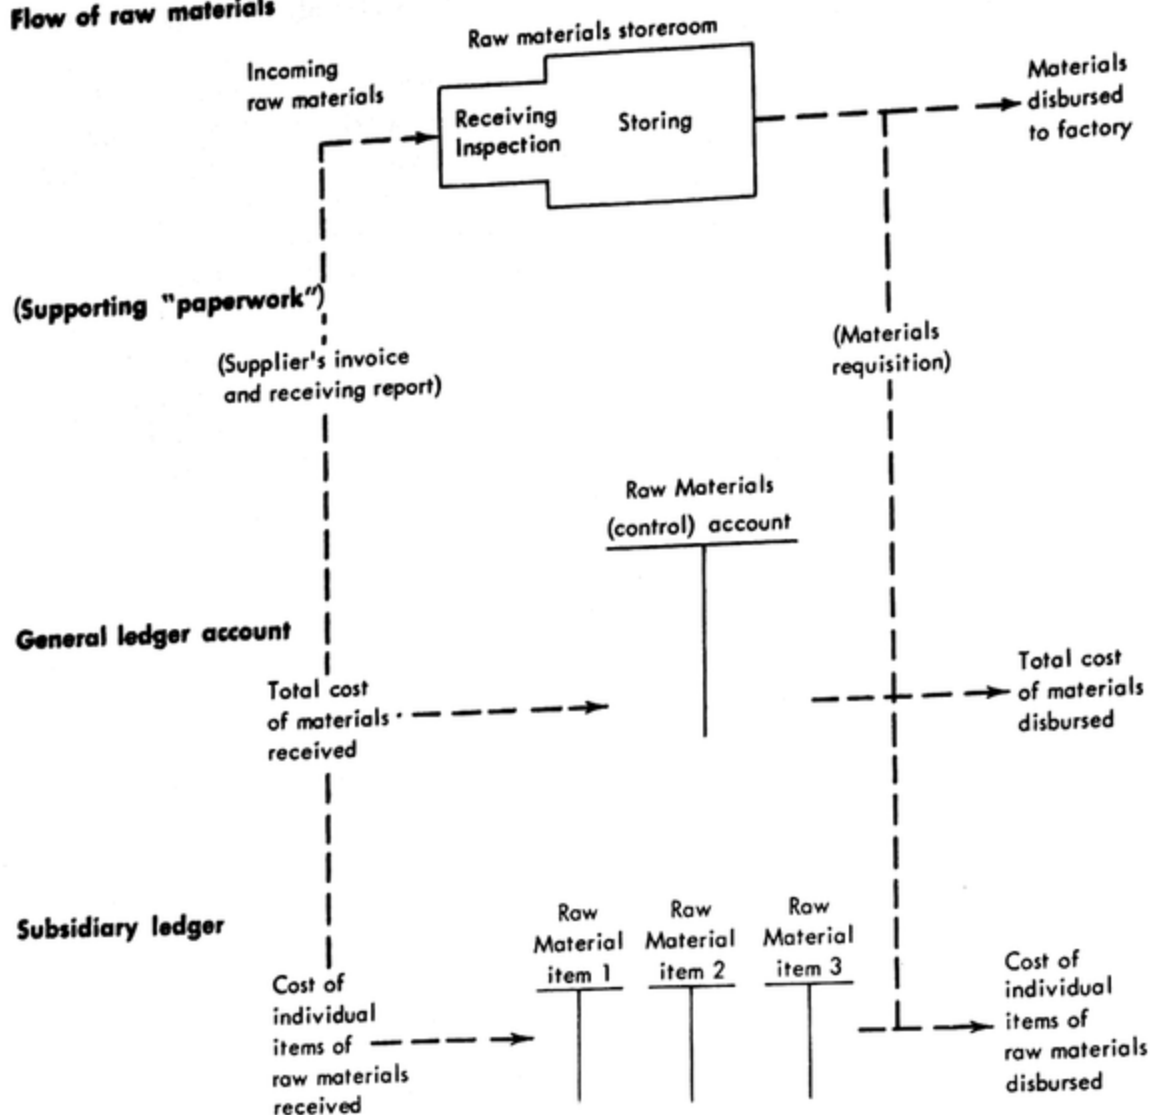 Flow of raw materials
Raw materials storeroom
Incoming
raw materials
Receiving
Inspection
Storing
Materials
disbursed
to factory
(Supporting "paperwork")
(Supplier's invoice
and receiving report)
(Materials
requisition)
Raw Materials
(control) account
General ledger account
Total cost
of materials
received
Total cost
of materials
disbursed
Subsidiary ledger
Raw
Material
item 1
Raw
Material
item 2
Raw
Material
item 3
Cost of
individual
items of
raw materials
received
Cost of
individual
items of
raw materials
disbursed